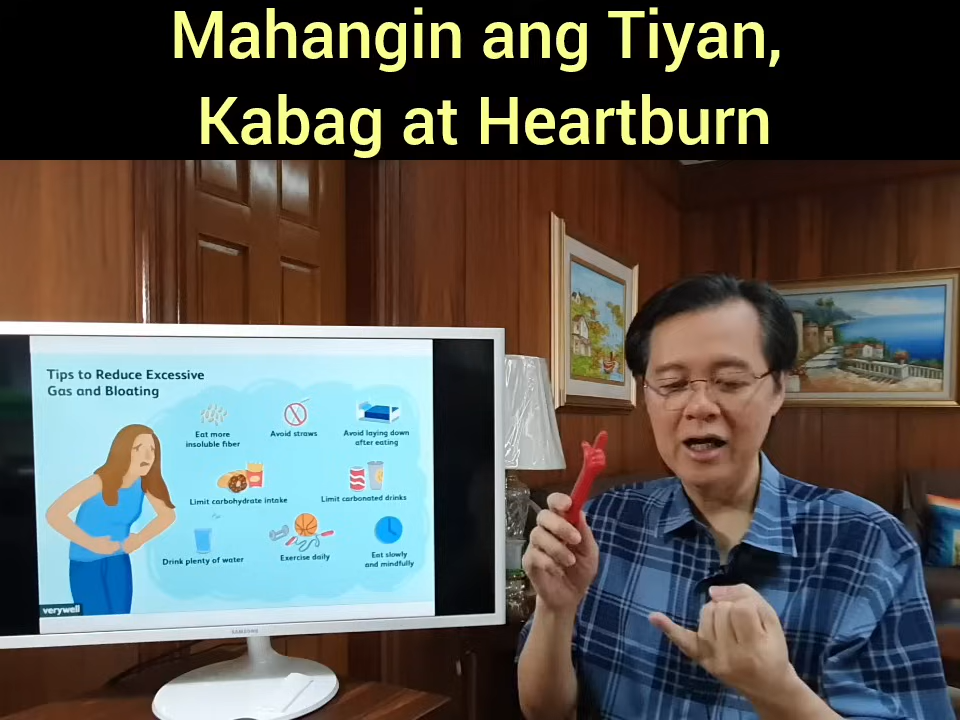 Mahangin ang Tiyan,
Kabag at Heartburn
Tips to Reduce Excessive
Gas and Bloating
Eat more
insoluble fiber
Avoid straws
Avoid laying down
after eating
Limit carbohydrate intake
Limit carbonated drinks
Drink plenty of water
Exercise daily
Eat slowly
and mindfully
verywell
SAMSUNG